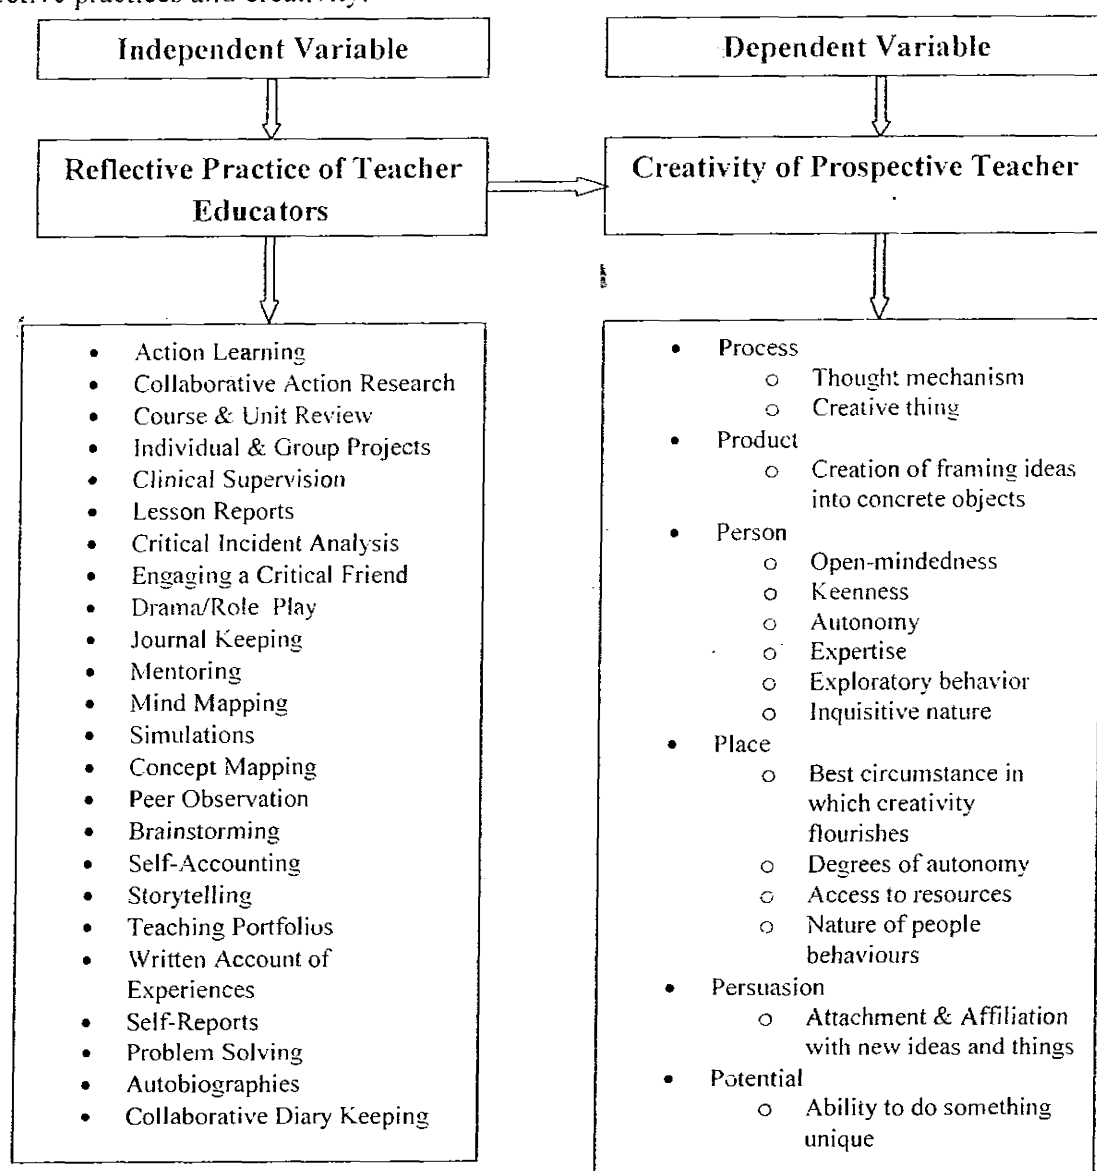 practices and creativity.
Independent Variable
Reflective Practice of Teacher
Educators
• Action Learning
• Collaborative Action Research
• Course & Unit Review
• Individual & Group Projects
• Clinical Supervision
• Lesson Reports
• Critical Incident Analysis
• Engaging a Critical Friend
• Drama/Role Play
• Journal Keeping
• Mentoring
• Mind Mapping
• Simulations
• Concept Mapping
• Peer Observation
• Brainstorming
• Self-Accounting
• Storytelling
• Teaching Portfolios
• Written Account of
Experiences
• Self-Reports
• Problem Solving
• Autobiographies
• Collaborative Diary Keeping
Dependent Variable
Creativity of Prospective Teacher
• Process
o Thought mechanism
o Creative thing
• Product
o Creation of framing ideas
into concrete objects
• Person
o Open-mindedness
o Keenness
o Autonomy
o Expertise
o Exploratory behavior
o Inquisitive nature
• Place
o Best circumstance in
which creativity
flourishes
o Degrees of autonomy
o Access to resources
o Nature of people
behaviours
• Persuasion
o Attachment & Affiliation
with new ideas and things
• Potential
o Ability to do something
unique